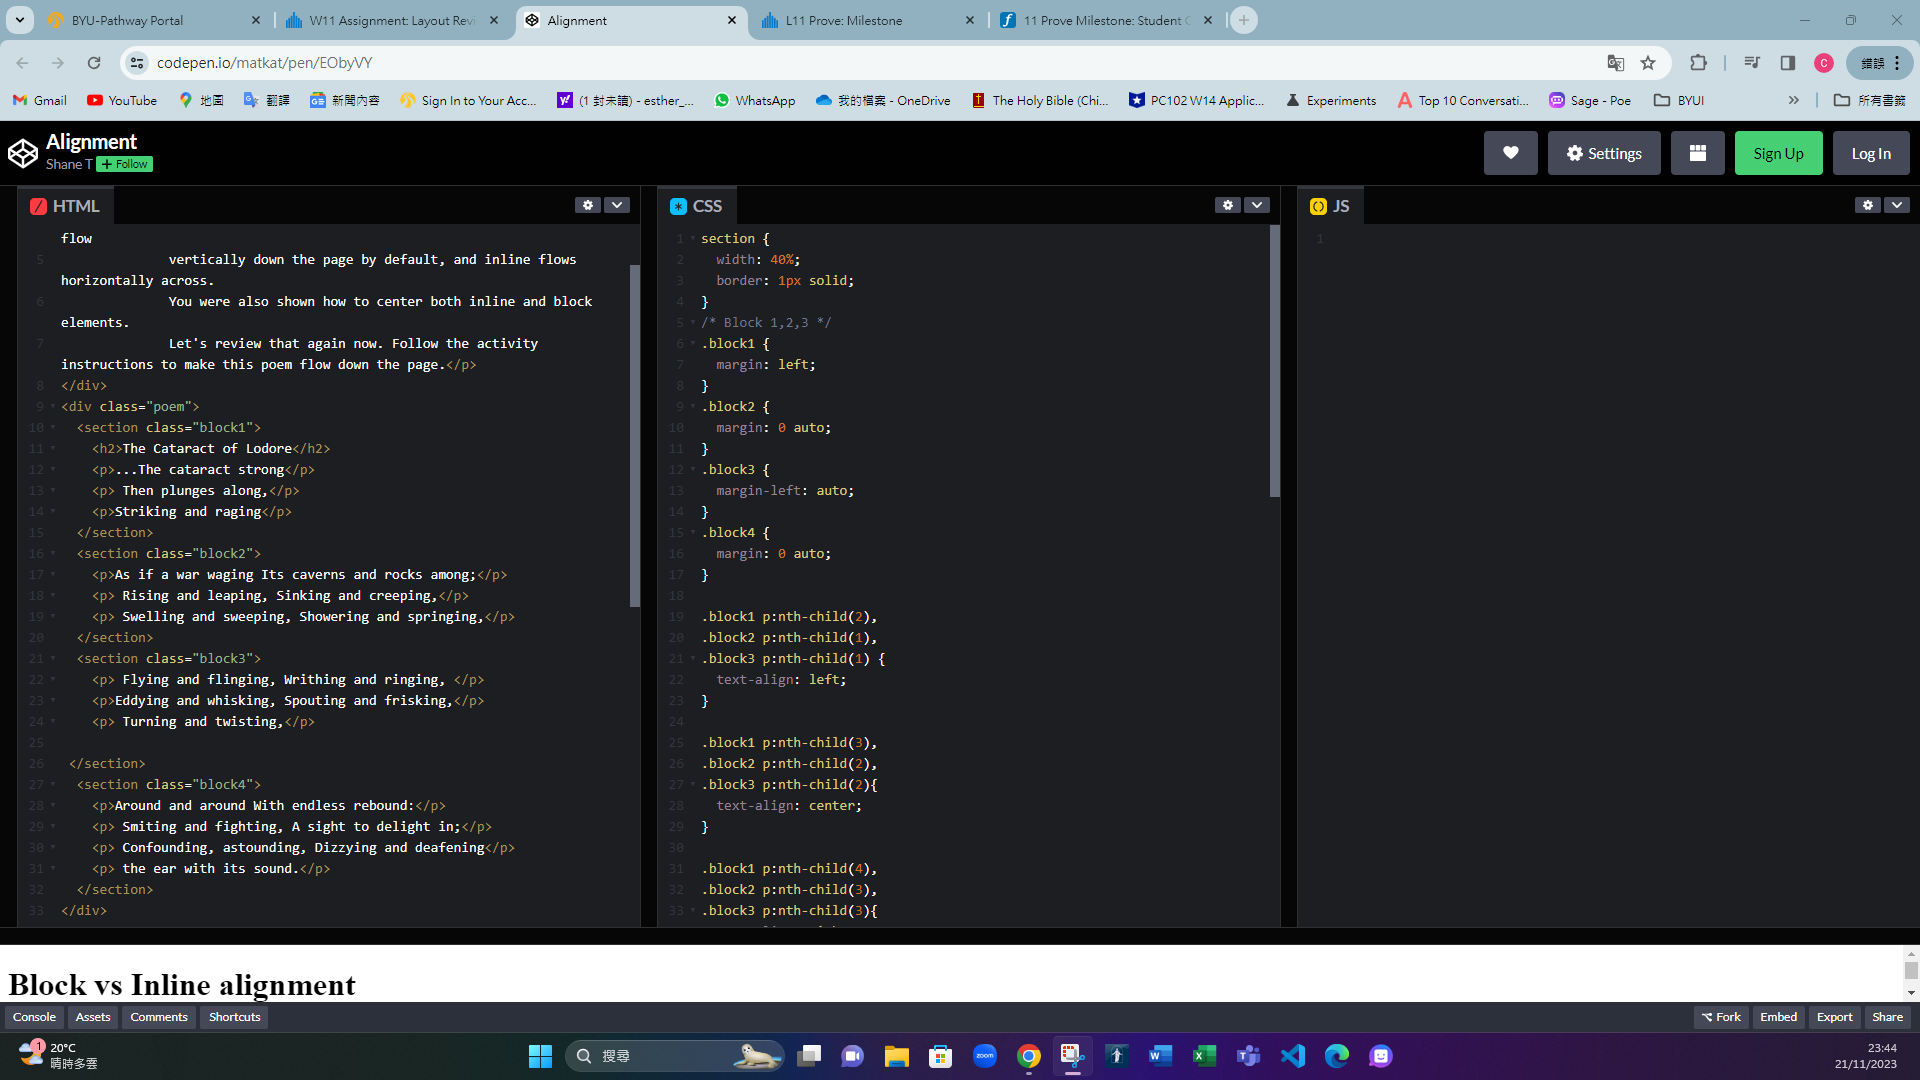 BYU-Pathway Portal
W11 Assignment: Layout Revi
Alignment
L11 Prove: Milestone
11 Prove Milestone: Student C
codepen.io/matkat/pen/EObyVY
錯誤
Gmail
YouTube
地圖
翻譯
新聞內容
Sign In to Your Acc...
(1 封未讀) - esther_...
WhatsApp
我的檔案 - OneDrive
The Holy Bible (Chi...
PC102 W14 Applic...
Experiments
Top 10 Conversati...
Sage - Poe
BYUI
所有書籤
Alignment
Shane T + Follow
Settings
Sign Up
Log In
HTML
flow
5 vertically down the page by default, and inline flows
horizontally across.
6 You were also shown how to center both inline and block
elements.
7 Let's review that again now. Follow the activity
instructions to make this poem flow down the page.</p>
8 </div>
9 <div class="poem">
10 <section class="block1">
11 <h2>The Cataract of Lodore</h2>
12 <p>...The cataract strong</p>
13 <p> Then plunges along,</p>
14 <p>Striking and raging</p>
15 </section>
16 <section class="block2">
17 <p>As if a war waging Its caverns and rocks among;</p>
18 <p> Rising and leaping, Sinking and creeping,</p>
19 <p> Swelling and sweeping, Showering and springing,</p>
20 </section>
21 <section class="block3">
22 <p> Flying and flinging, Writhing and ringing, </p>
23 <p>Eddying and whisking, Spouting and frisking,</p>
24 <p> Turning and twisting,</p>
25
26 </section>
27 <section class="block4">
28 <p>Around and around With endless rebound:</p>
29 <p> Smiting and fighting, A sight to delight in;</p>
30 <p> Confounding, astounding, Dizzying and deafening</p>
31 <p> the ear with its sound.</p>
32 </section>
33 </div>
CSS
1 section {
2 width: 40%;
3 border: 1px solid;
4 }
5 /* Block 1,2,3 */
6 .block1 {
7 margin: left;
8 }
9 .block2 {
10 margin: 0 auto;
11 }
12 .block3 {
13 margin-left: auto;
14 }
15 .block4 {
16 margin: 0 auto;
17 }
18
19 .block1 p:nth-child(2),
20 .block2 p:nth-child(1),
21 .block3 p:nth-child(1) {
22 text-align: left;
23 }
24
25 .block1 p:nth-child(3),
26 .block2 p:nth-child(2),
27 .block3 p:nth-child(2){
28 text-align: center;
29 }
30
31 .block1 p:nth-child(4),
32 .block2 p:nth-child(3),
33 .block3 p:nth-child(3){
JS
1
Block vs Inline alignment
Console
Assets
Comments
Shortcuts
Fork
Embed
Export
Share
1
20°C
晴時多雲
搜尋
zoom
23:44
21/11/2023